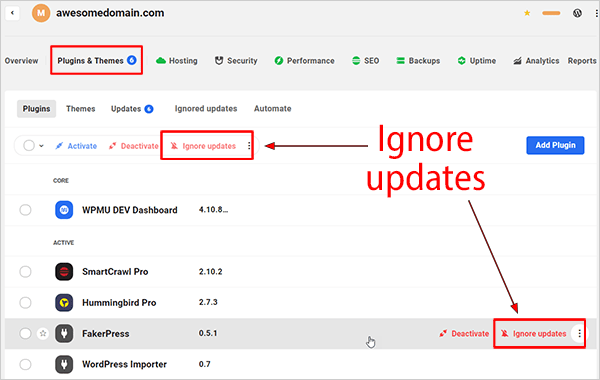 M awesomedomain.com
Overview Plugins & Themes 6 Hosting Security Performance SEO Backups Uptime Analytics Reports
Plugins Themes Updates 6 Ignored updates Automate
Activate Deactivate Ignore updates
Ignore
updates
Add Plugin
CORE
WPMU DEV Dashboard 4.10.8...
ACTIVE
SmartCrawl Pro 2.10.2
Hummingbird Pro 2.7.3
FakerPress 0.5.1 Deactivate Ignore updates
WordPress Importer 0.7